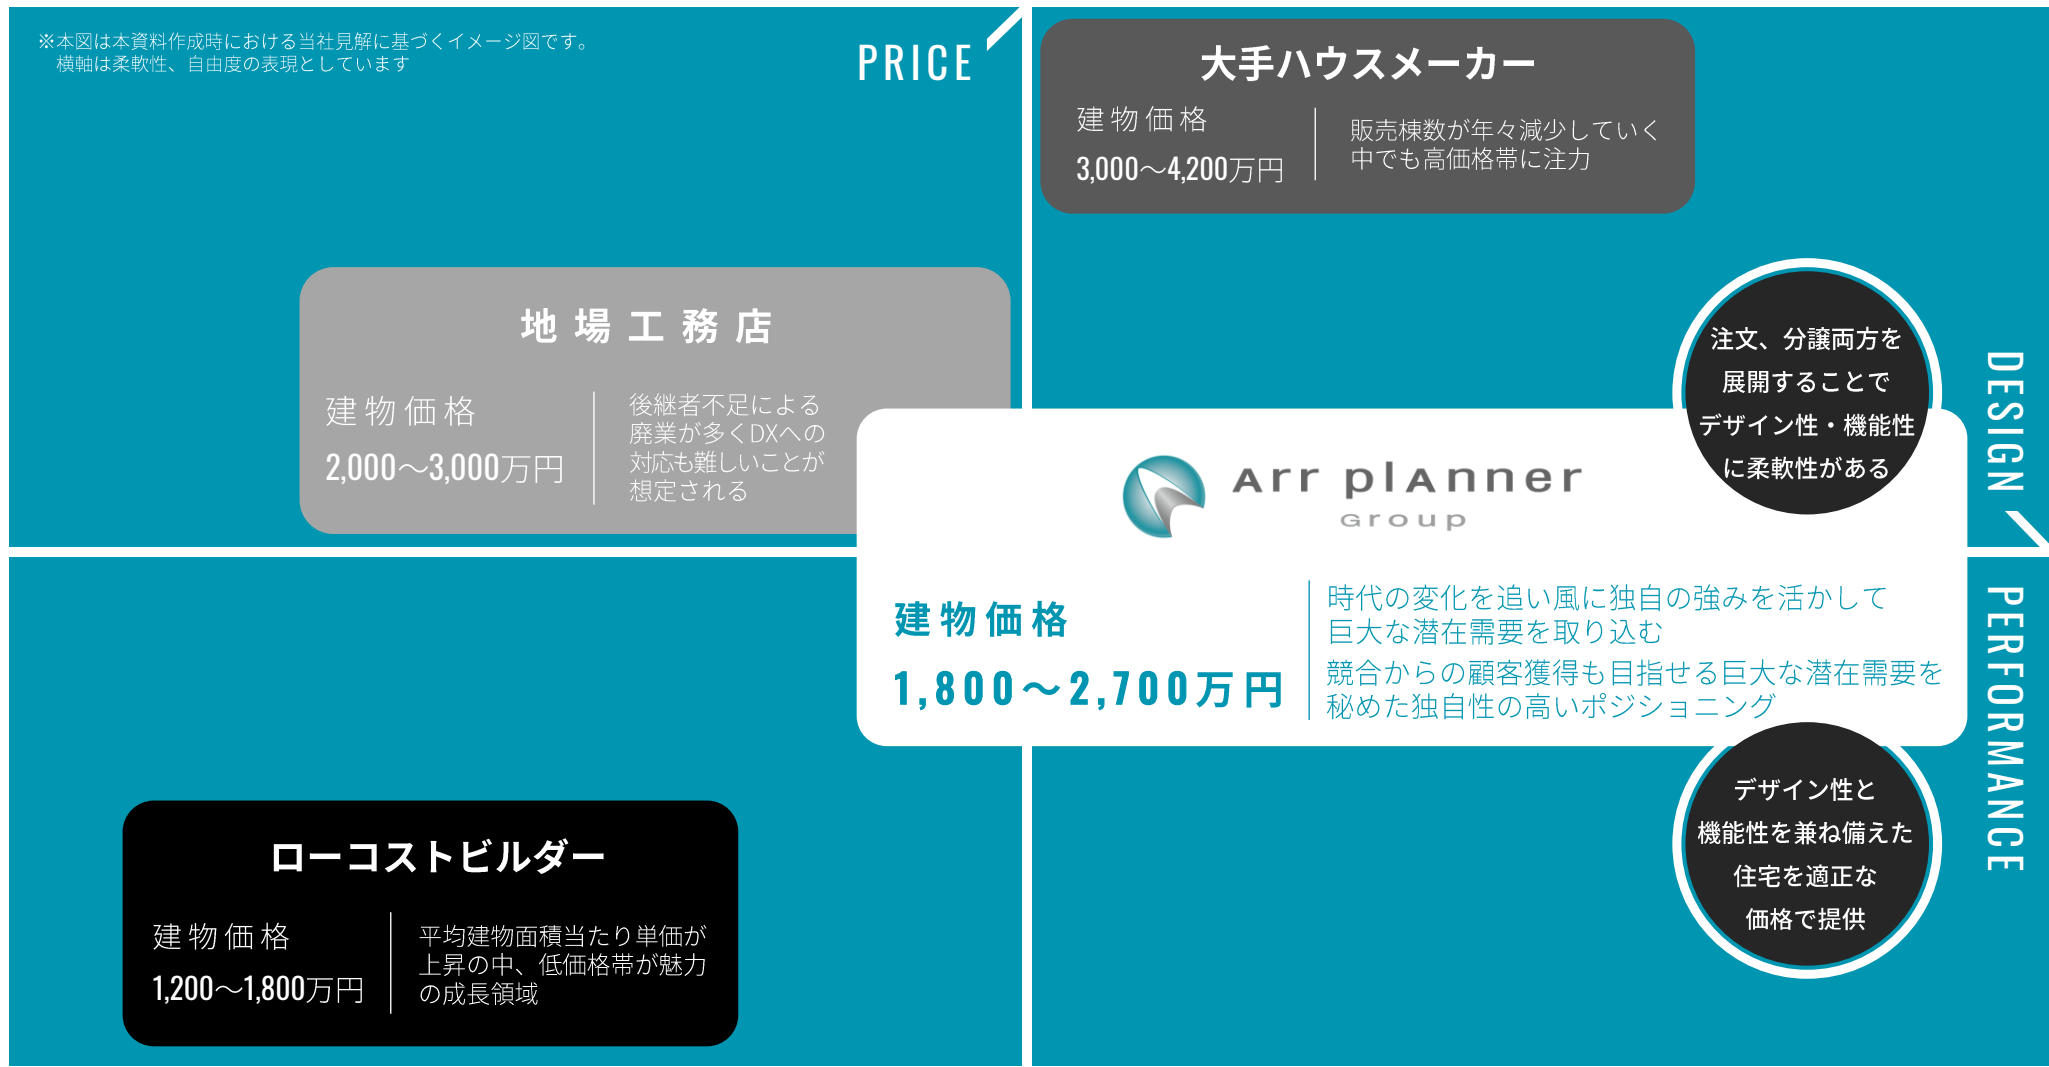 ※本図は本資料作成時における当社見解に基づくイメージ図です。
横軸は柔軟性、自由度の表現としています
PRICE
大手ハウスメーカー
建物価格
3,000〜4,200万円
販売棟数が年々減少していく
中でも高価格帯に注力
地場工務店
建物価格
2,000〜3,000万円
後継者不足による
廃業が多くDXへの
対応も難しいことが
想定される
注文、分譲両方を
展開することで
デザイン性・機能性
に柔軟性がある
DESIGN
Arr plAnner
Group
建物価格
1,800〜2,700万円
時代の変化を追い風に独自の強みを活かして
巨大な潜在需要を取り込む
競合からの顧客獲得も目指せる巨大な潜在需要を
秘めた独自性の高いポジショニング
PERFORMANCE
デザイン性と
機能性を兼ね備えた
住宅を適正な
価格で提供
ローコストビルダー
建物価格
1,200〜1,800万円
平均建物面積当たり単価が
上昇の中、低価格帯が魅力
の成長領域